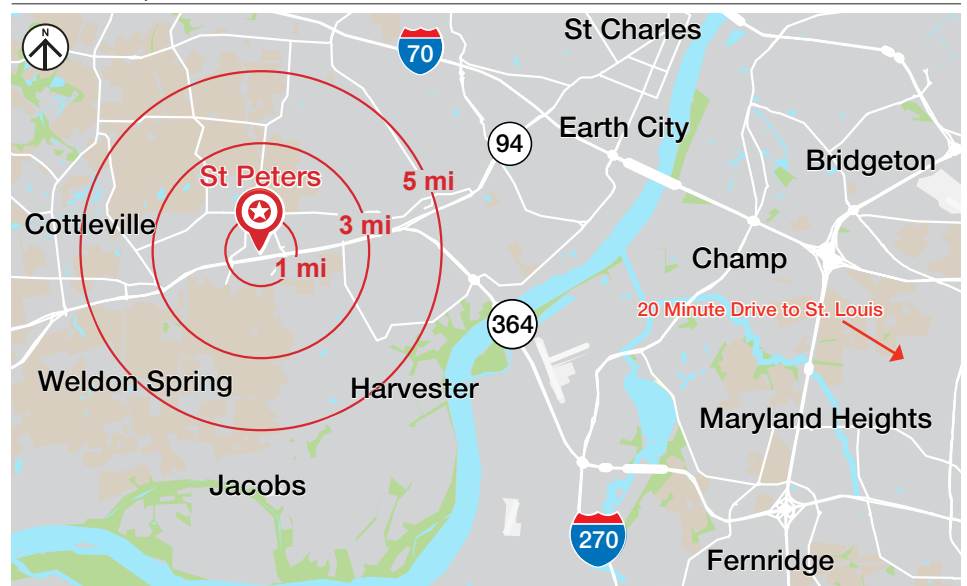 N
St Charles
70
94
Earth City
Bridgeton
St Peters
5 mi
Cottleville
3 mi
1 mi
Champ
20 Minute Drive to St. Louis
364
Weldon Spring
Harvester
Maryland Heights
Jacobs
270
Fernridge